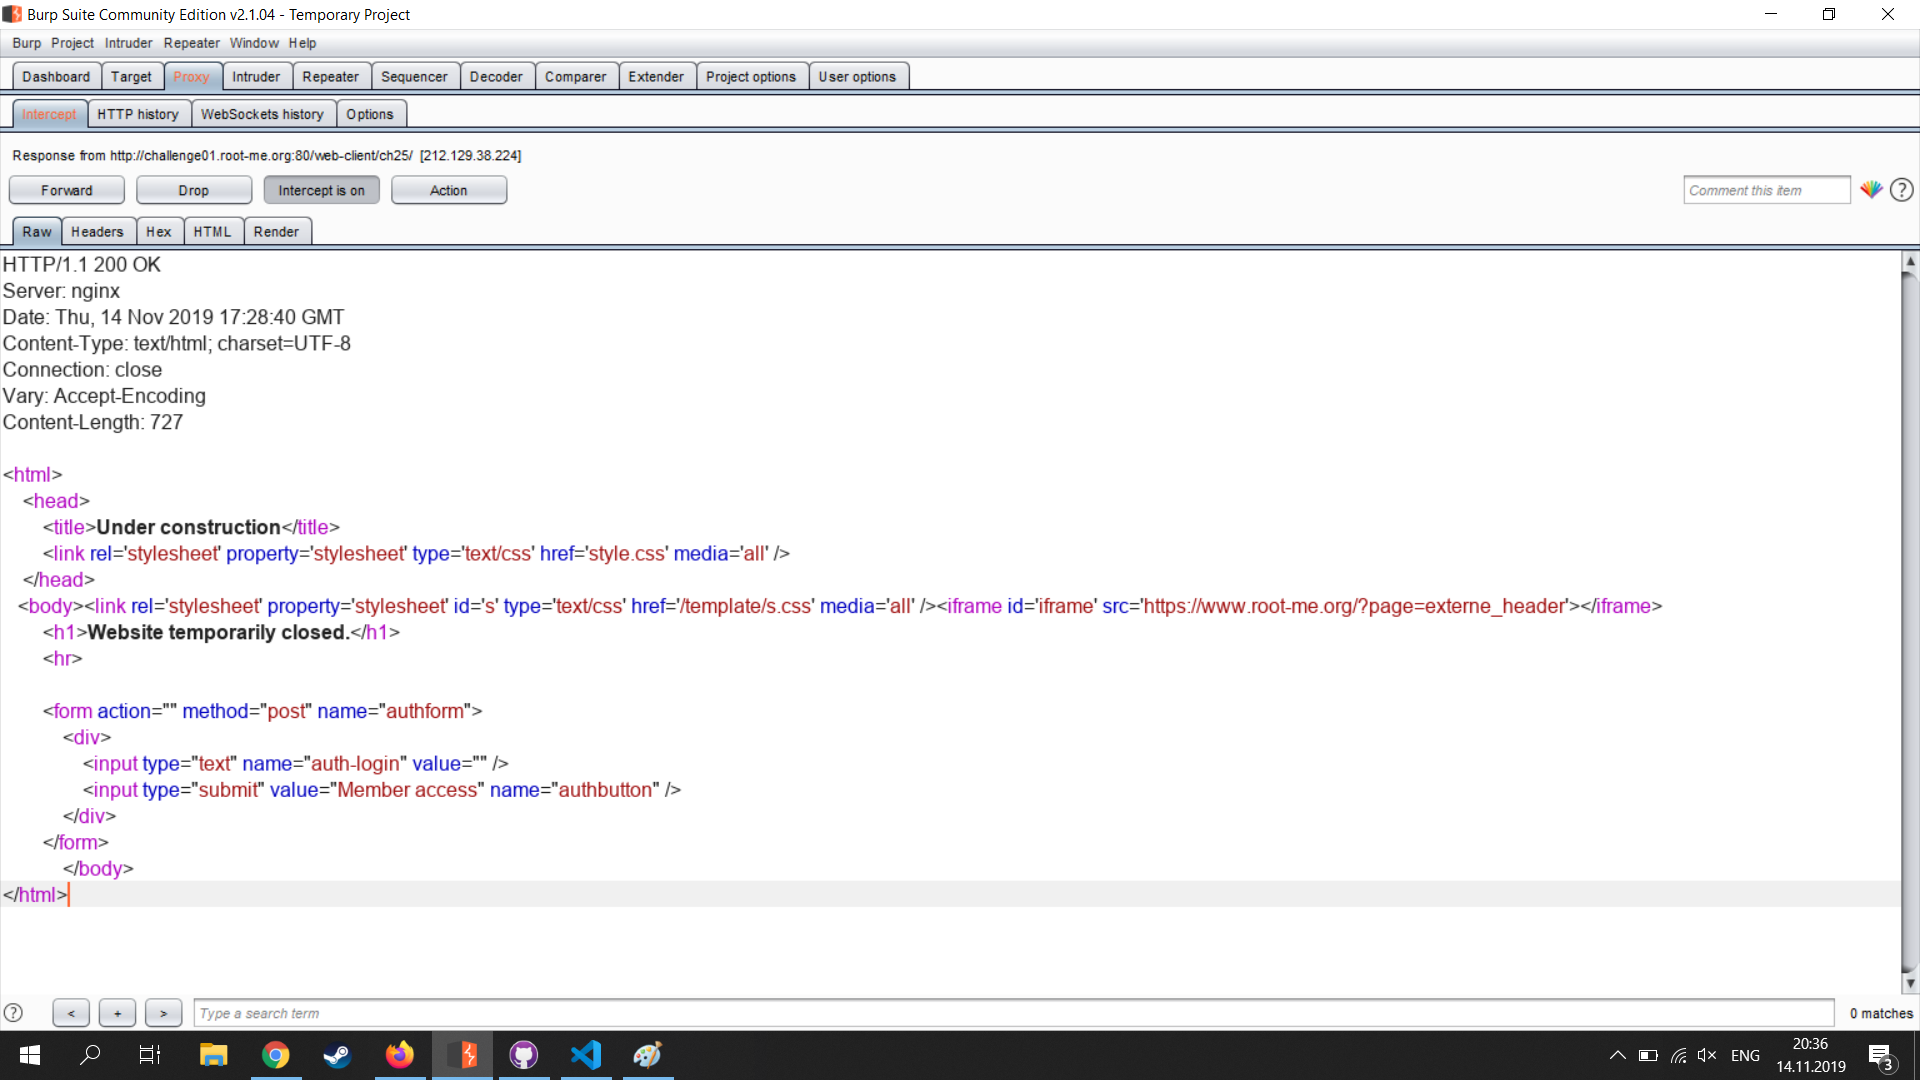 Burp Suite Community Edition v2.1.04 - Temporary Project
Burp Project Intruder Repeater Window Help
Dashboard Target Proxy Intruder Repeater Sequencer Decoder Comparer Extender Project options User options
Intercept HTTP history WebSockets history Options
Response from http://challenge01.root-me.org:80/web-client/ch25/ [212.129.38.224]
Forward Drop Intercept is on Action Comment this item ?
Raw Headers Hex HTML Render
HTTP/1.1 200 OK
Server: nginx
Date: Thu, 14 Nov 2019 17:28:40 GMT
Content-Type: text/html; charset=UTF-8
Connection: close
Vary: Accept-Encoding
Content-Length: 727
<html>
<head>
<title>Under construction</title>
<link rel='stylesheet' property='stylesheet' type='text/css' href='style.css' media='all' />
</head>
<body><link rel='stylesheet' property='stylesheet' id='s' type='text/css' href='/template/s.css' media='all' /><iframe id='iframe' src='https://www.root-me.org/?page=externe_header'></iframe>
<h1>Website temporarily closed.</h1>
<hr>
<form action="" method="post" name="authform">
<div>
<input type="text" name="auth-login" value="" />
<input type="submit" value="Member access" name="authbutton" />
</div>
</form>
</body>
</html>
? < + > Type a search term 0 matches
ENG 20:36
14.11.2019 3